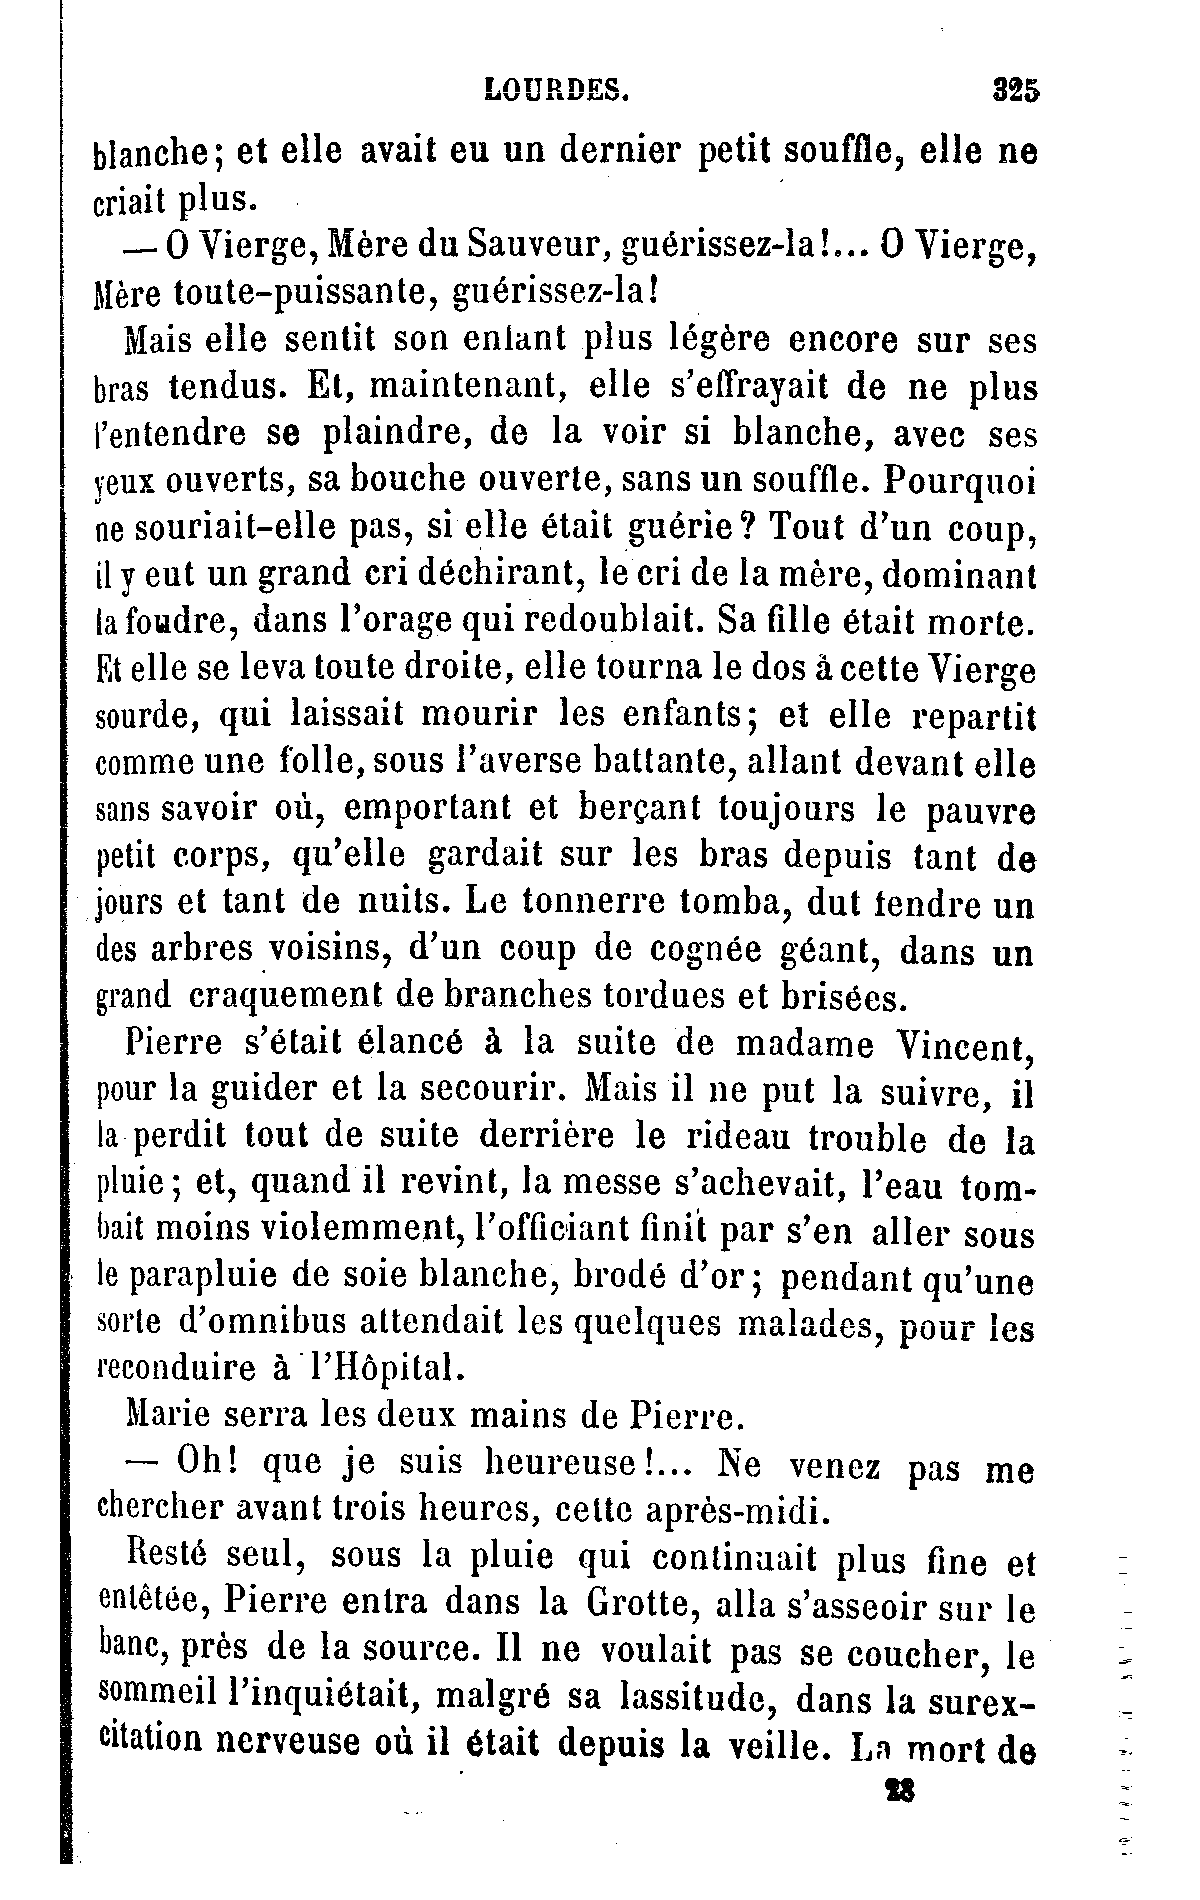 LOURDES. 325
blanche; et elle avait eu un dernier petit souffle, elle ne
criait plus.
— O Vierge, Mère du Sauveur, guérissez-la!... O Vierge,
Mère toute-puissante, guérissez-la!
Mais elle sentit son enfant plus légère encore sur ses
bras tendus. Et, maintenant, elle s'effrayait de ne plus
l'entendre se plaindre, de la voir si blanche, avec ses
yeux ouverts, sa bouche ouverte, sans un souffle. Pourquoi
ne souriait-elle pas, si elle était guérie? Tout d'un coup,
il y eut un grand cri déchirant, le cri de la mère, dominant
la foudre, dans l'orage qui redoublait. Sa fille était morte.
Et elle se leva toute droite, elle tourna le dos à cette Vierge
sourde, qui laissait mourir les enfants; et elle repartit
comme une folle, sous l'averse battante, allant devant elle
sans savoir où, emportant et berçant toujours le pauvre
petit corps, qu'elle gardait sur les bras depuis tant de
jours et tant de nuits. Le tonnerre tomba, dut fendre un
des arbres voisins, d'un coup de cognée géant, dans un
grand craquement de branches tordues et brisées.
Pierre s'était élancé à la suite de madame Vincent,
pour la guider et la secourir. Mais il ne put la suivre, il
la perdit tout de suite derrière le rideau trouble de la
pluie; et, quand il revint, la messe s'achevait, l'eau tom-
bait moins violemment, l'officiant finit par s'en aller sous
le parapluie de soie blanche, brodé d'or; pendant qu'une
sorte d'omnibus attendait les quelques malades, pour les
reconduire à l'Hôpital.
Marie serra les deux mains de Pierre.
— Oh! que je suis heureuse!... Ne venez pas me
chercher avant trois heures, cette après-midi.
Resté seul, sous la pluie qui continuait plus fine et
entêtée, Pierre entra dans la Grotte, alla s'asseoir sur le
banc, près de la source. Il ne voulait pas se coucher, le
sommeil l'inquiétait, malgré sa lassitude, dans la surex-
citation nerveuse où il était depuis la veille. La mort de
28